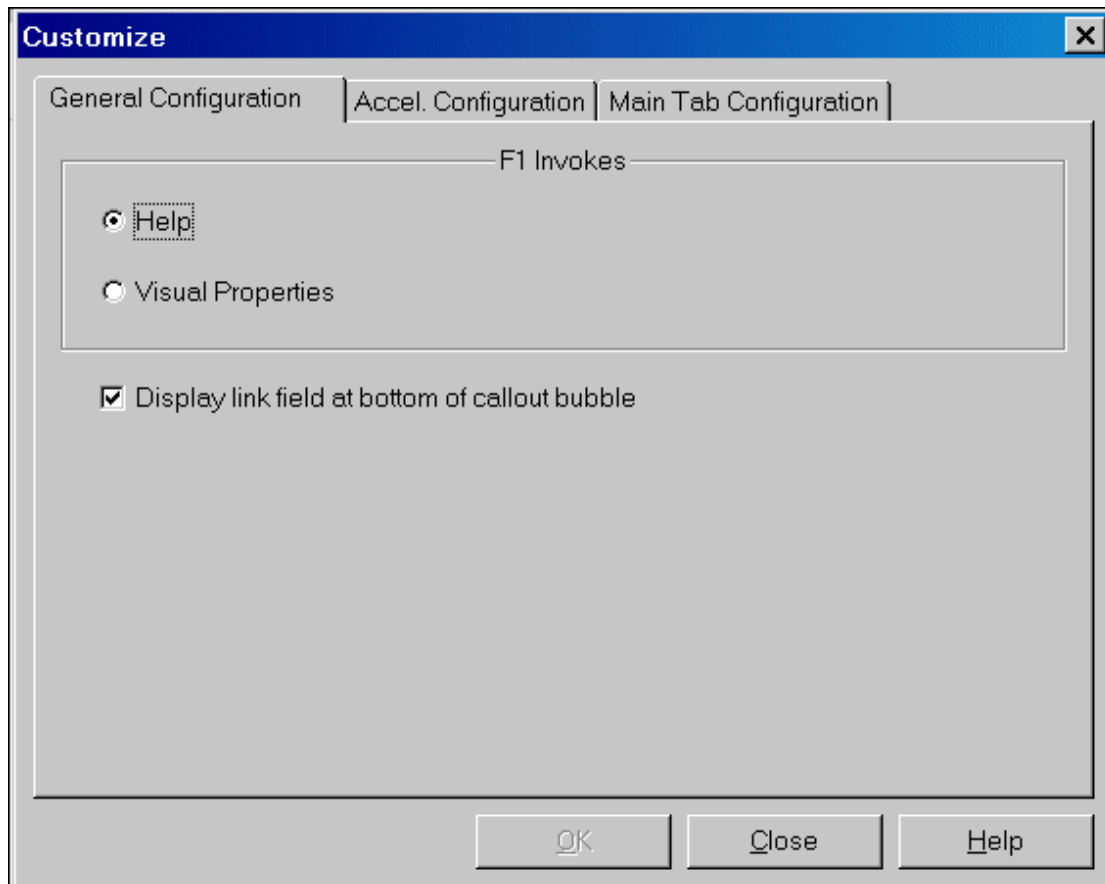 Customize
General Configuration Accel. Configuration Main Tab Configuration
F1 Invokes
Help
Visual Properties
Display link field at bottom of callout bubble
OK Close Help